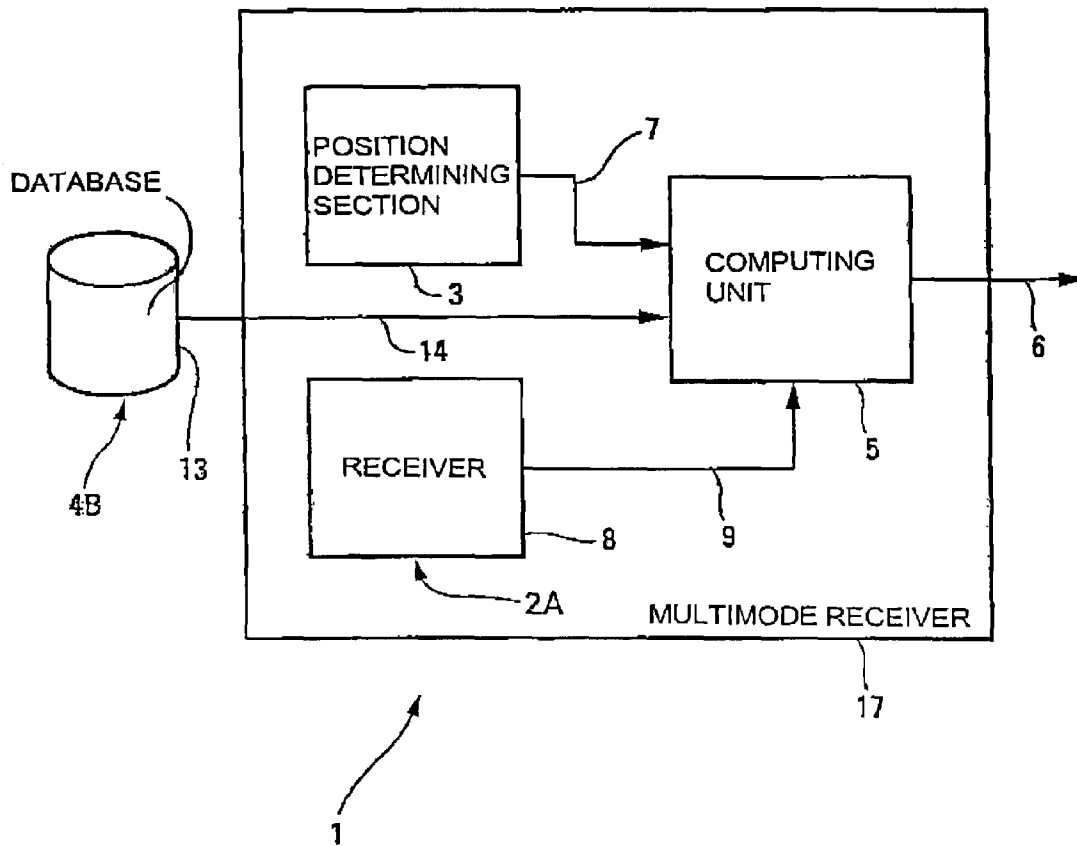 POSITION
DETERMINING
SECTION
7
DATABASE
COMPUTING
UNIT
3
6
14
13
4B
5
RECEIVER
8
9
2A
MULTIMODE RECEIVER
17
1